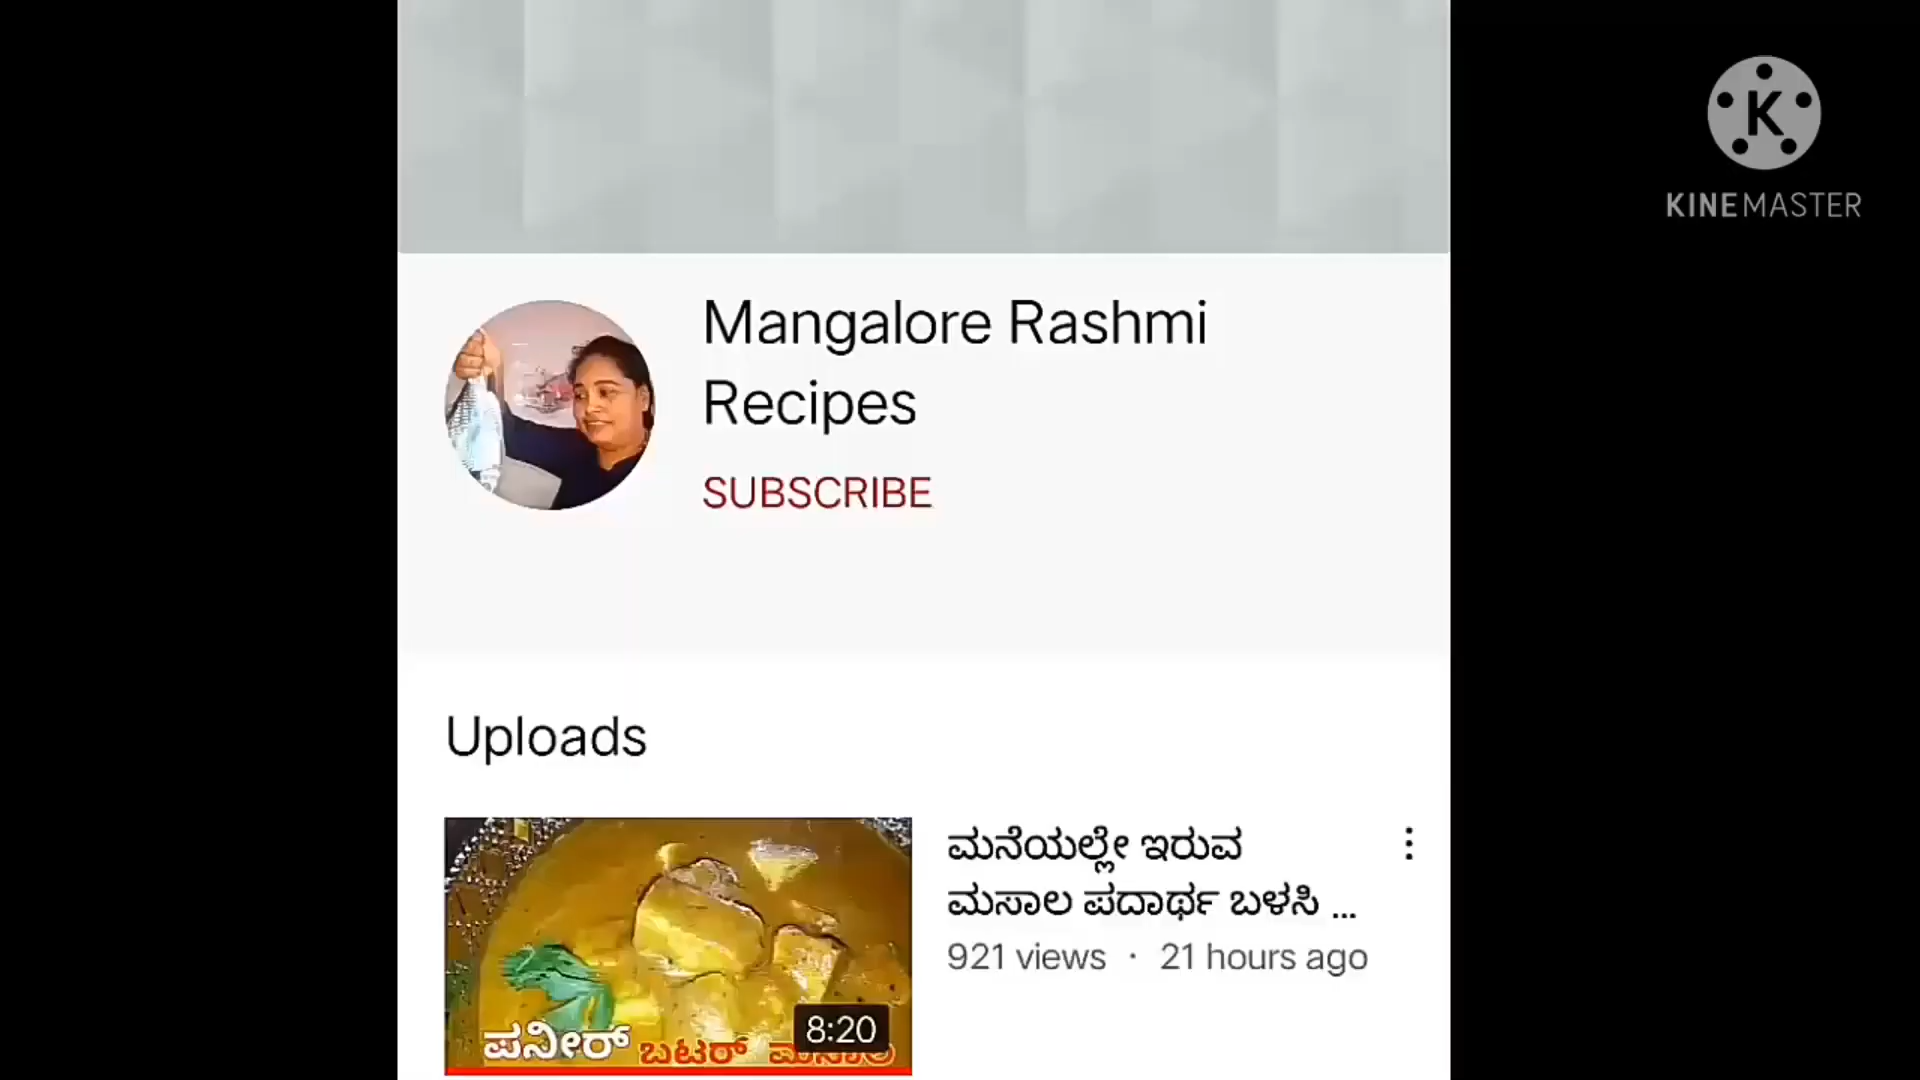 K
KINEMASTER
Mangalore Rashmi
Recipes
SUBSCRIBE
Uploads
ಮನೆಯಲ್ಲೇ ಇರುವ
ಮಸಾಲ ಪದಾರ್ಥ ಬಳಸಿ ...
921 views · 21 hours ago
ಪನೀರ್ ಬಟರ್ ಮಸಾಲ
8:20